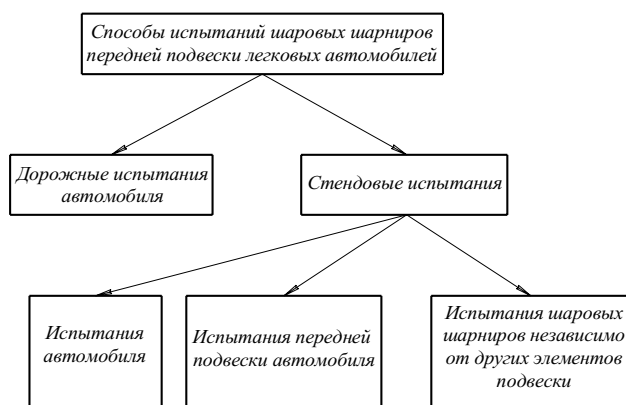 Способы испытаний шаровых шарниров
передней подвески легковых автомобилей
Дорожные испытания
автомобиля
Стендовые испытания
Испытания
автомобиля
Испытания передней
подвески автомобиля
Испытания шаровых
шарниров независимо
от других элементов
подвески